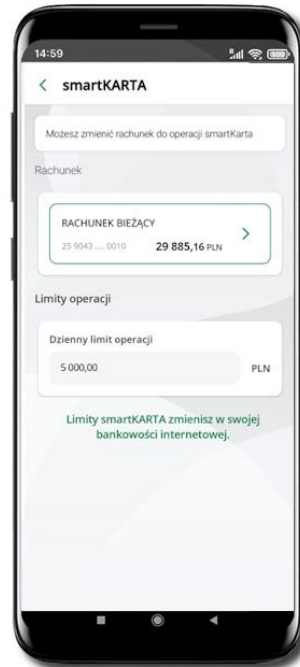 14:59
smartKARTA
Możesz zmienić rachunek do operacji smartKarta
Rachunek
RACHUNEK BIEŻĄCY
25 9043 .... 0010 29 885,16 PLN
Limity operacji
Dzienny limit operacji
5 000,00 PLN
Limity smartKARTA zmienisz w swojej
bankowości internetowej.